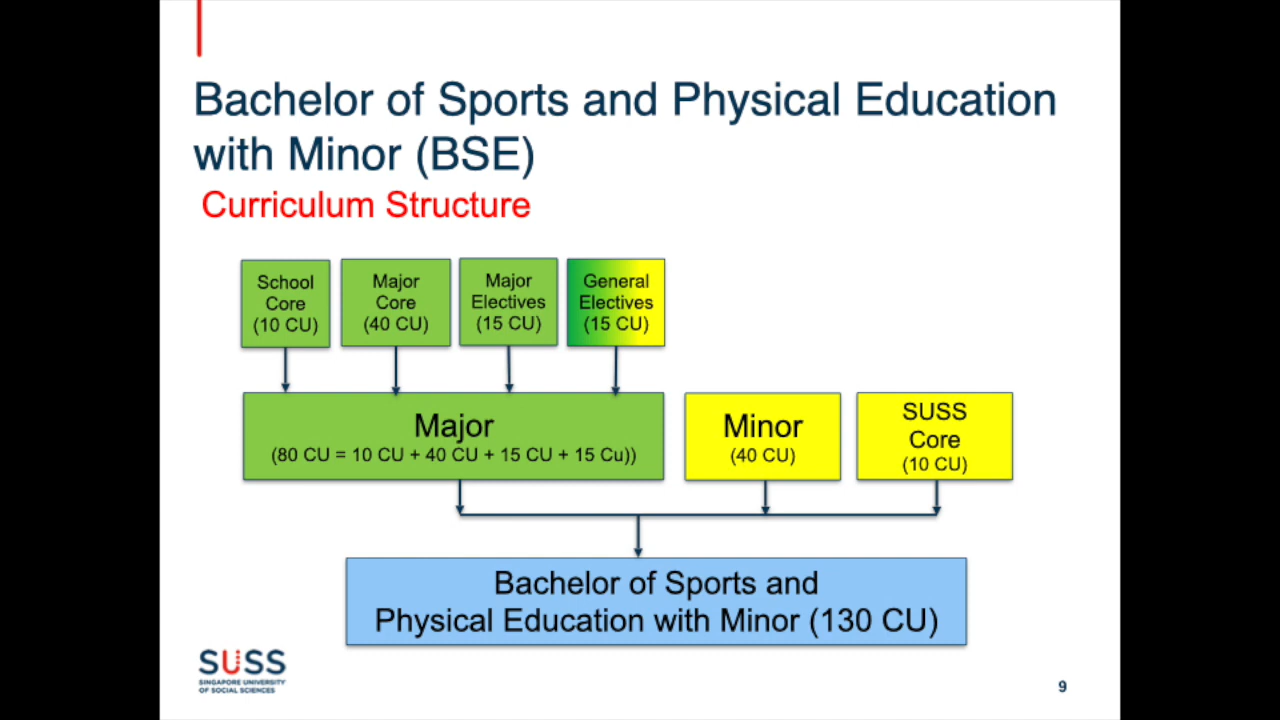 Bachelor of Sports and Physical Education
with Minor (BSE)
Curriculum Structure
School
Core
(10 CU)
Major
Core
(40 CU)
Major
Electives
(15 CU)
General
Electives
(15 CU)
Major
(80 CU = 10 CU + 40 CU + 15 CU + 15 Cu))
Minor
(40 CU)
SUSS
Core
(10 CU)
Bachelor of Sports and
Physical Education with Minor (130 CU)
SUSS
SINGAPORE UNIVERSITY
OF SOCIAL SCIENCES
9